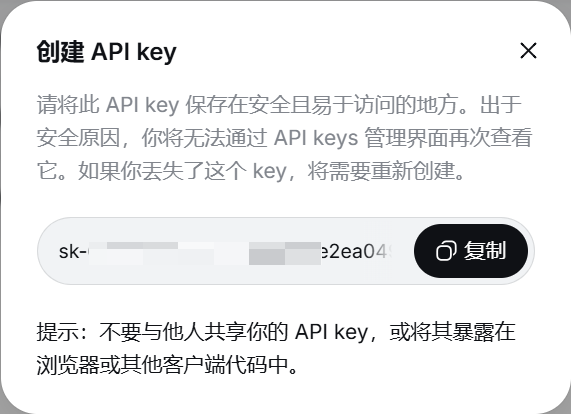 创建 API key
请将此 API key 保存在安全且易于访问的地方。出于
安全原因，你将无法通过 API keys 管理界面再次查看
它。如果你丢失了这个 key，将需要重新创建。
sk- e2ea04
复制
提示：不要与他人共享你的 API key，或将其暴露在
浏览器或其他客户端代码中。